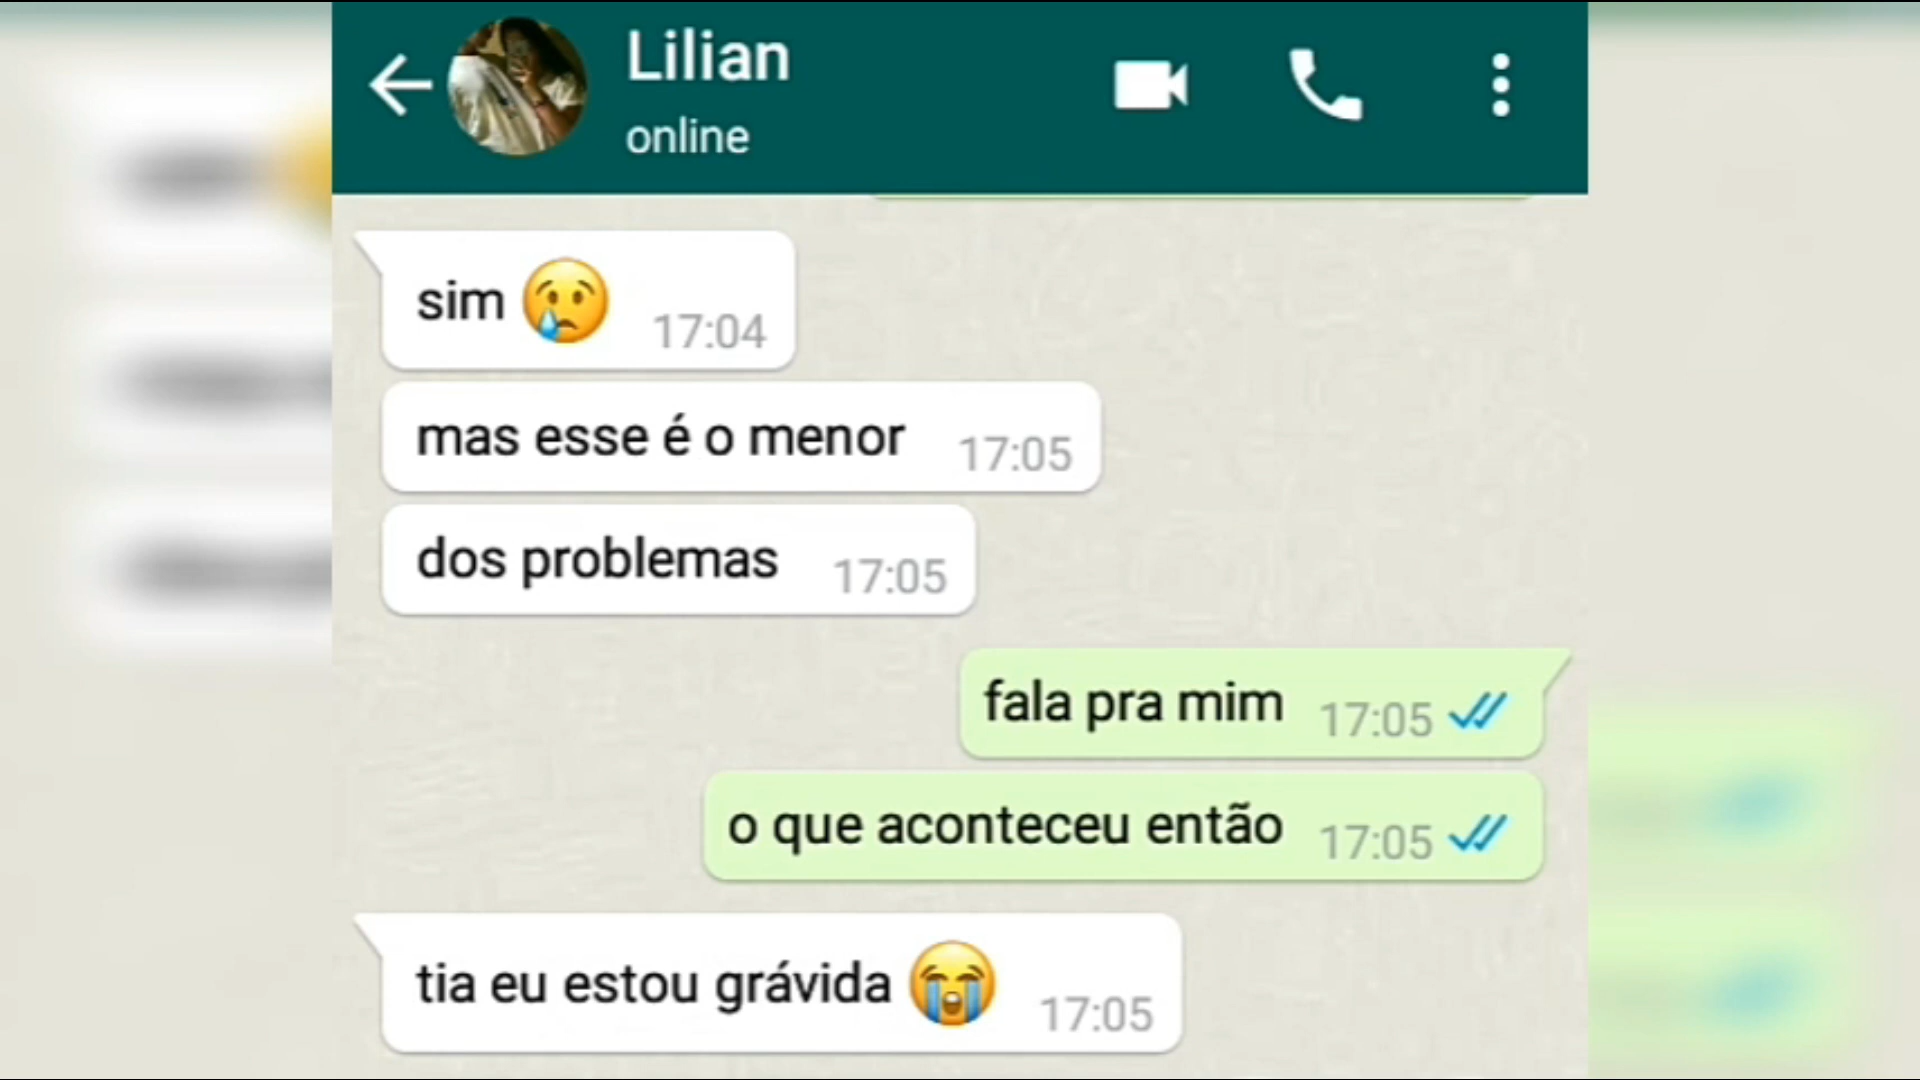 Lilian
online
sim 😢 17:04
mas esse é o menor 17:05
dos problemas 17:05
fala pra mim 17:05
o que aconteceu então 17:05
tia eu estou grávida 😭 17:05